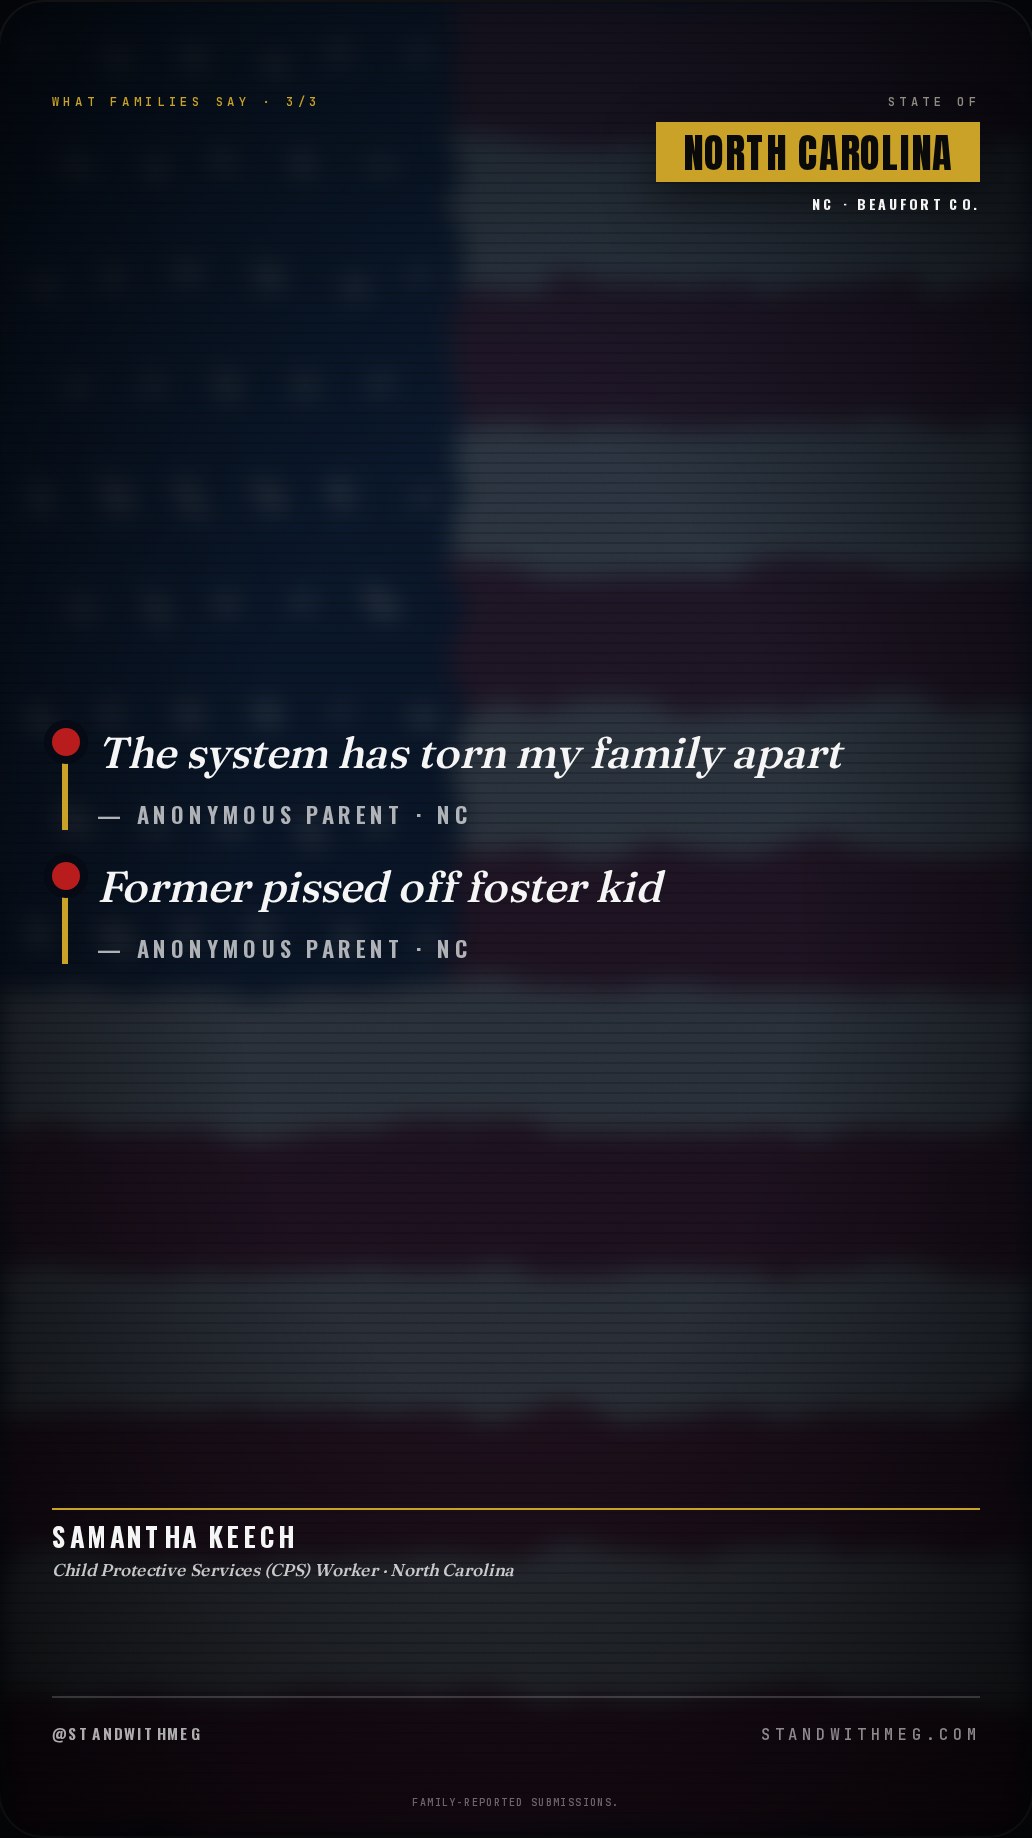 WHAT FAMILIES SAY · 3/3
STATE OF
NORTH CAROLINA
NC · BEAUFORT CO.
The system has torn my family apart
— ANONYMOUS PARENT · NC
Former pissed off foster kid
— ANONYMOUS PARENT · NC
SAMANTHA KEECH
Child Protective Services (CPS) Worker · North Carolina
@STANDWITHMEG
STANDWITHMEG.COM
FAMILY-REPORTED SUBMISSIONS.